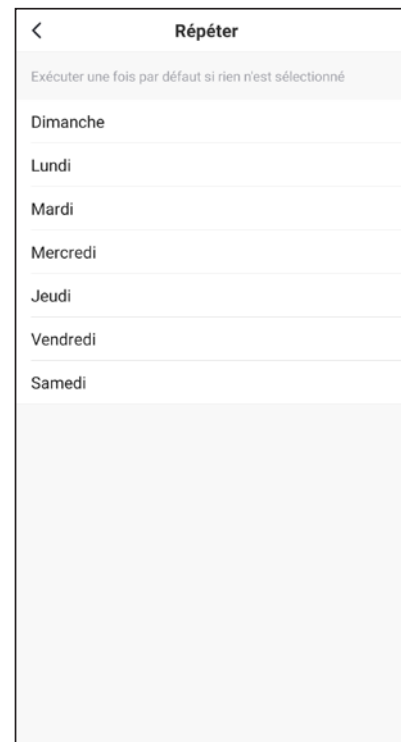 Répéter
Exécuter une fois par défaut si rien n'est sélectionné
Dimanche
Lundi
Mardi
Mercredi
Jeudi
Vendredi
Samedi